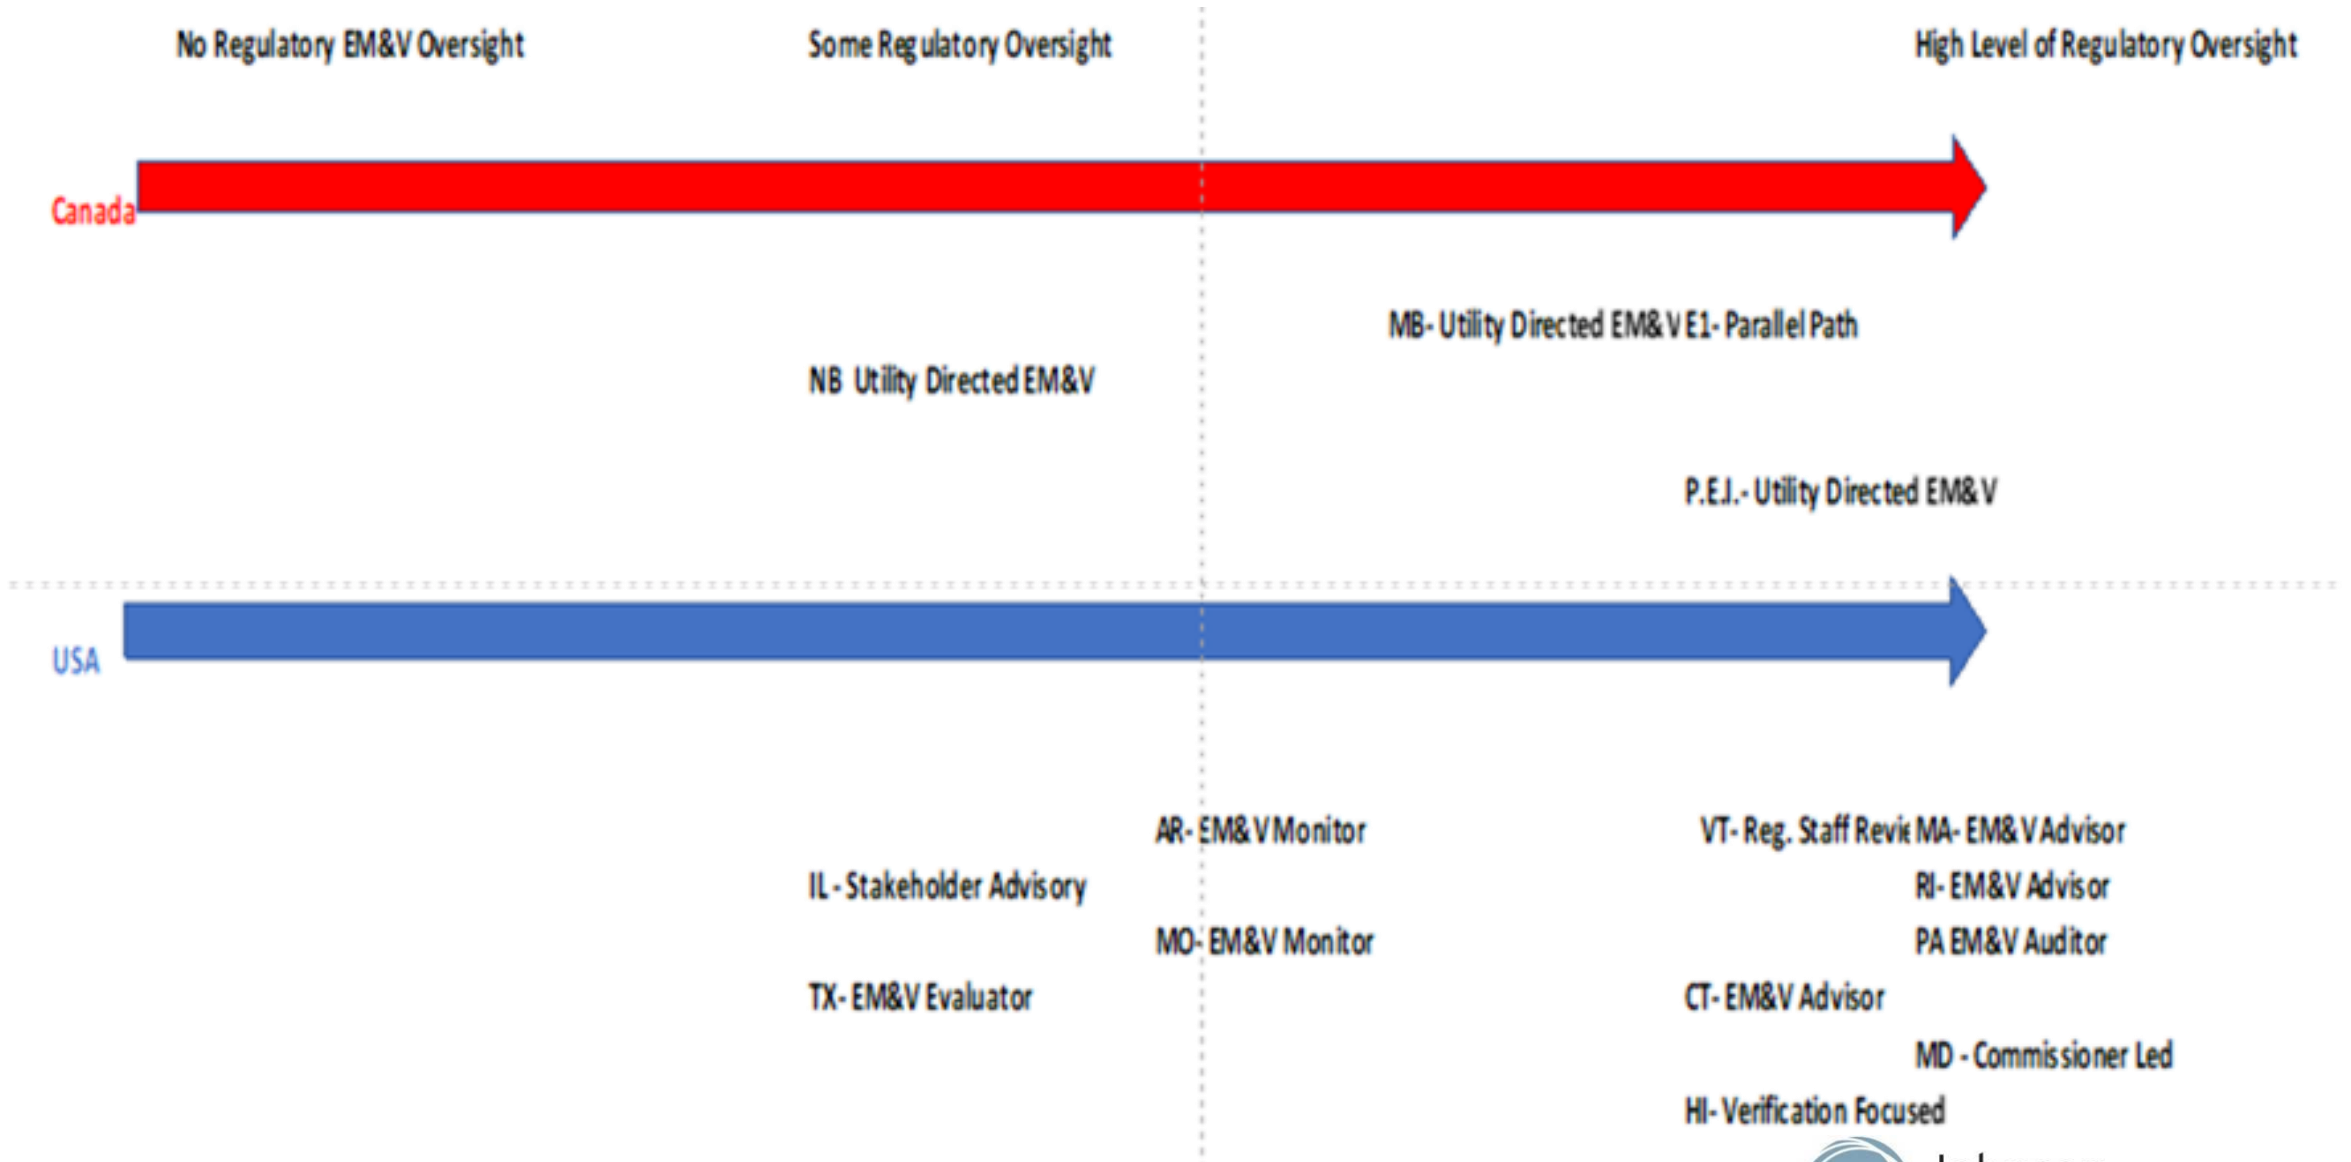 No Regulatory EM&V Oversight
Some Regulatory Oversight
High Level of Regulatory Oversight
Canada
MB- Utility Directed EM&V E1- Parallel Path
NB Utility Directed EM&V
P.E.I.- Utility Directed EM&V
USA
AR- EM&V Monitor
VT- Reg. Staff Revie
MA- EM&V Advisor
IL - Stakeholder Advisory
RI- EM&V Advisor
MO- EM&V Monitor
PA EM&V Auditor
TX- EM&V Evaluator
CT- EM&V Advisor
MD - Commissioner Led
HI- Verification Focused